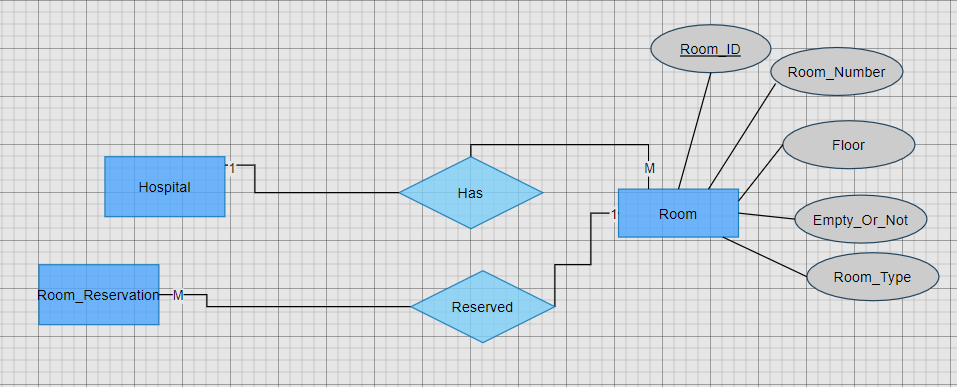 Room_ID
Room_Number
Floor
Empty_Or_Not
Room_Type
Hospital
1
Has
M
Room
1
Room_Reservation
M
Reserved